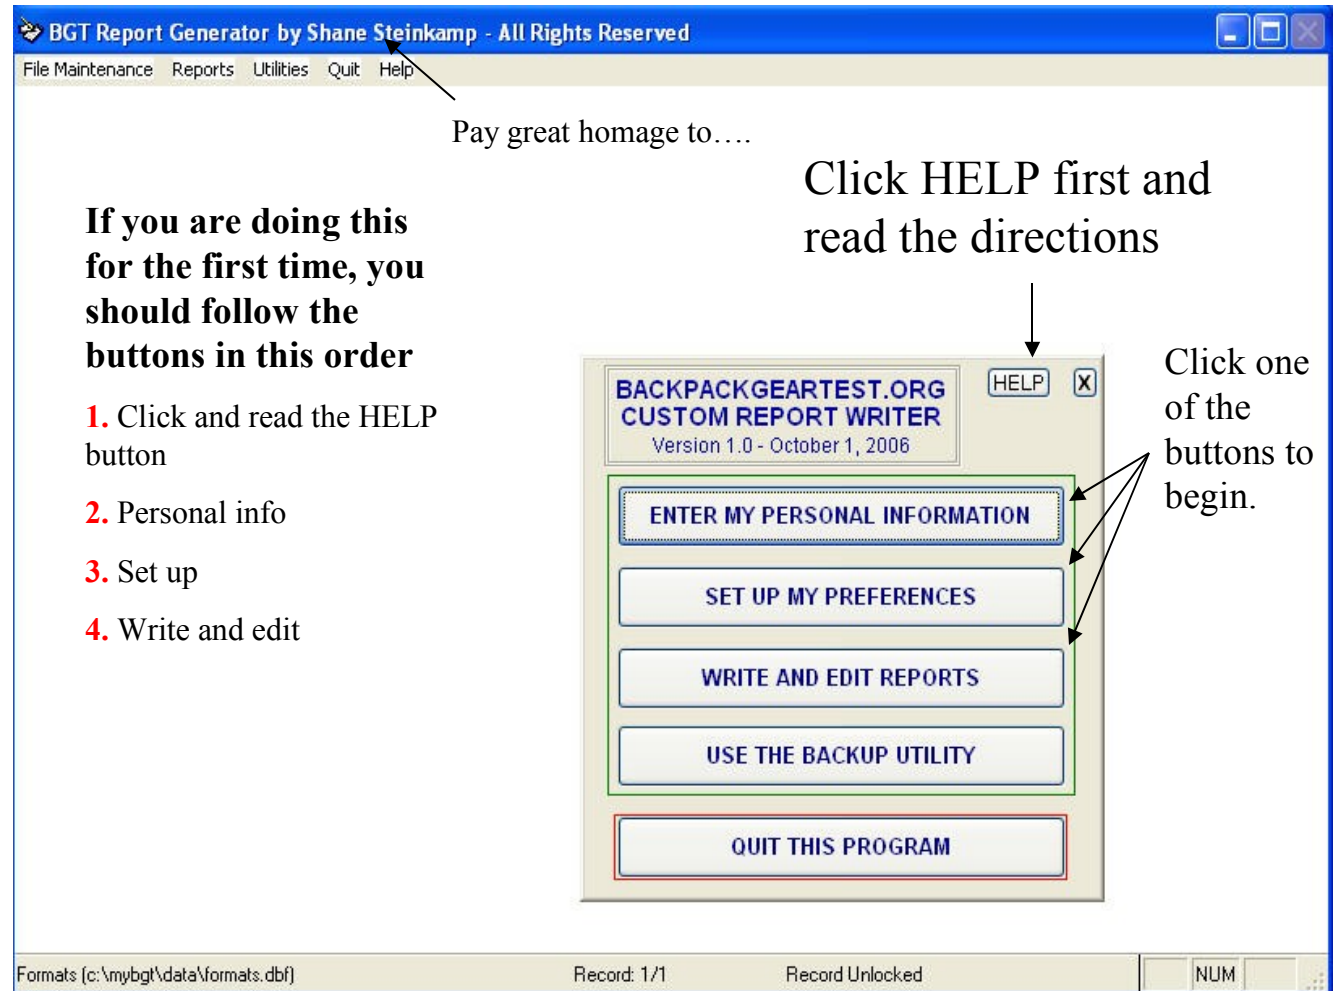 BGT Report Generator by Shane Steinkamp - All Rights Reserved
File Maintenance Reports Utilities Quit Help
Pay great homage to….
Click HELP first and
read the directions
If you are doing this
for the first time, you
should follow the
buttons in this order
1. Click and read the HELP
button
2. Personal info
3. Set up
4. Write and edit
BACKPACKGEARTEST.ORG
CUSTOM REPORT WRITER
Version 1.0 - October 1, 2006
HELP X
ENTER MY PERSONAL INFORMATION
SET UP MY PREFERENCES
WRITE AND EDIT REPORTS
USE THE BACKUP UTILITY
QUIT THIS PROGRAM
Click one
of the
buttons to
begin.
Formats (c:\mybgt\data\formats.dbf) Record: 1/1 Record Unlocked NUM